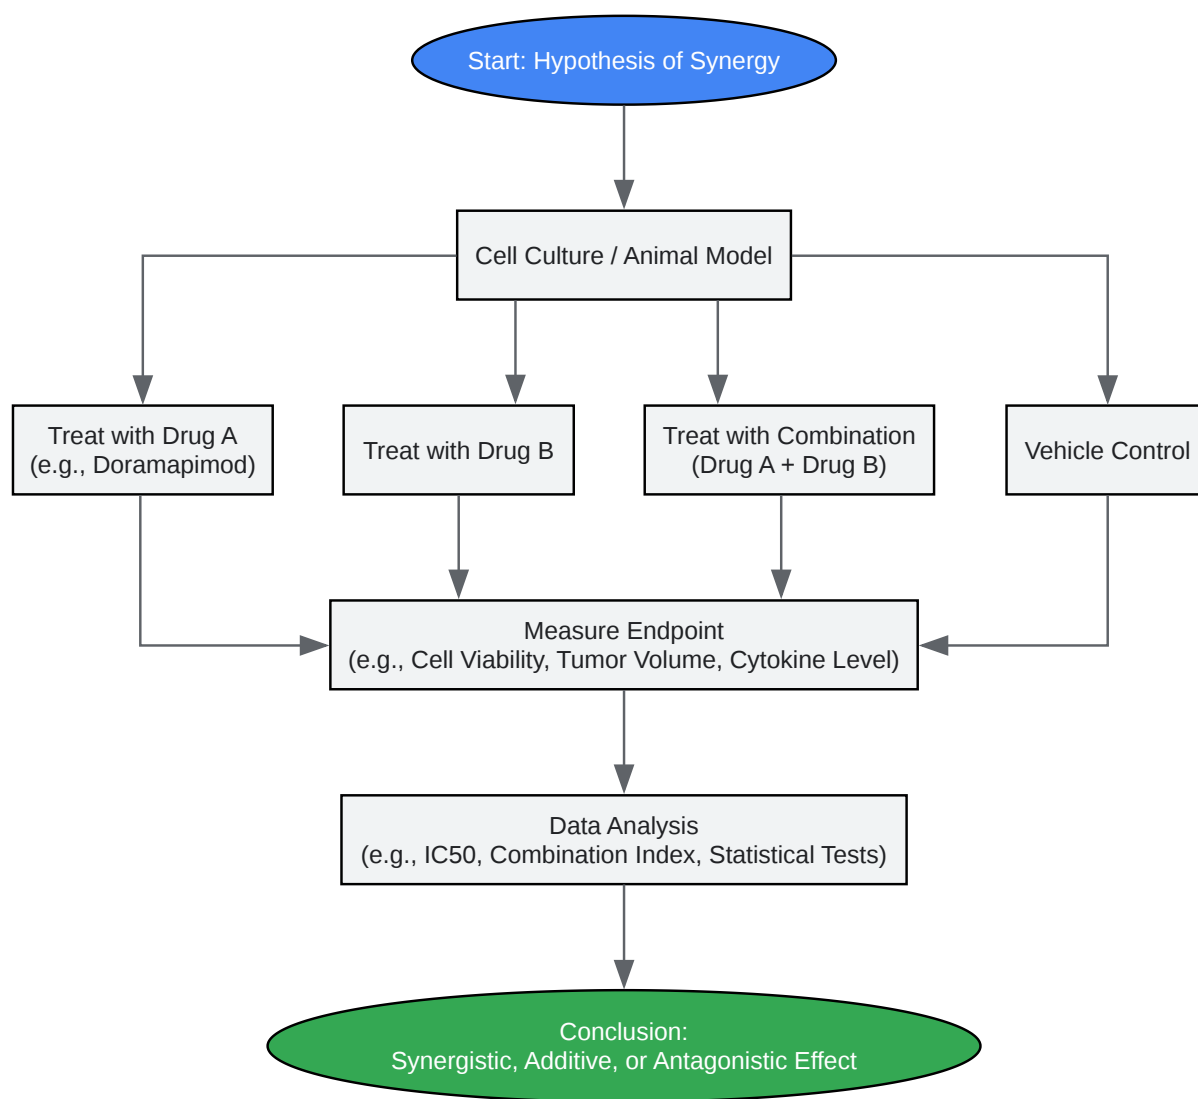 Start: Hypothesis of Synergy
Cell Culture / Animal Model
Treat with Drug A
(e.g., Doramapimod)
Treat with Drug B
Treat with Combination
(Drug A + Drug B)
Vehicle Control
Measure Endpoint
(e.g., Cell Viability, Tumor Volume, Cytokine Level)
Data Analysis
(e.g., IC50, Combination Index, Statistical Tests)
Conclusion:
Synergistic, Additive, or Antagonistic Effect